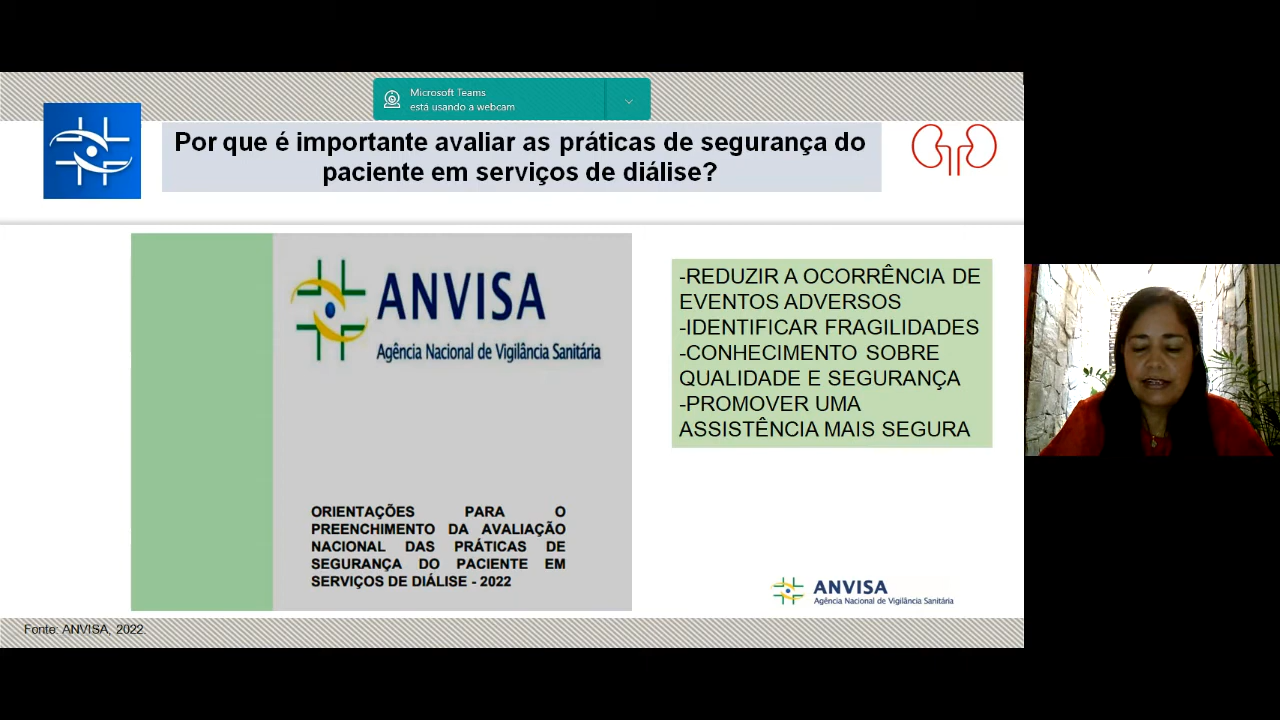 Microsoft Teams
está usando a webcam
Por que é importante avaliar as práticas de segurança do
paciente em serviços de diálise?
ANVISA
Agência Nacional de Vigilância Sanitária
ORIENTAÇÕES PARA O
PREENCHIMENTO DA AVALIAÇÃO
NACIONAL DAS PRÁTICAS DE
SEGURANÇA DO PACIENTE EM
SERVIÇOS DE DIÁLISE - 2022
-REDUZIR A OCORRÊNCIA DE
EVENTOS ADVERSOS
-IDENTIFICAR FRAGILIDADES
-CONHECIMENTO SOBRE
QUALIDADE E SEGURANÇA
-PROMOVER UMA
ASSISTÊNCIA MAIS SEGURA
ANVISA
Agência Nacional de Vigilância Sanitária
Fonte: ANVISA, 2022.